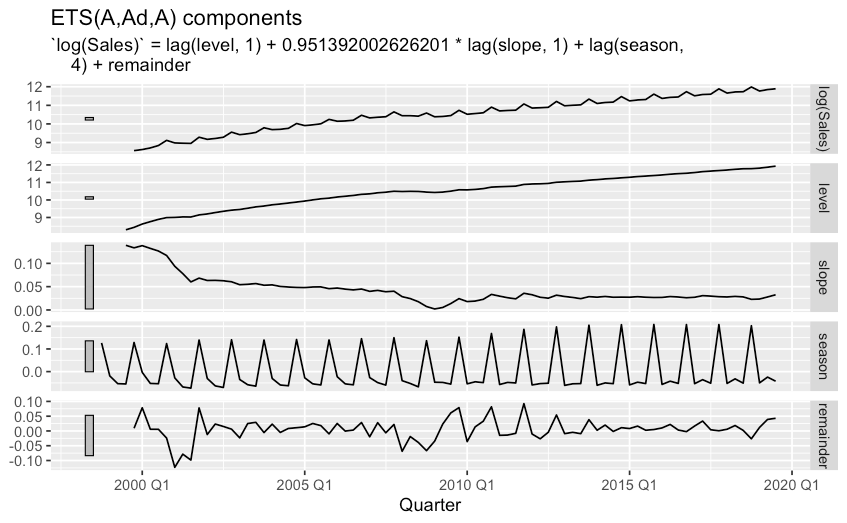 ETS(A,Ad,A) components
`log(Sales)` = lag(level, 1) + 0.951392002626201 * lag(slope, 1) + lag(season,
4) + remainder
12
11
10
9
log(Sales)
12
11
10
9
level
0.10
0.05
0.00
slope
0.2
0.1
0.0
season
0.10
0.05
0.00
-0.05
-0.10
remainder
2000 Q1 2005 Q1 2010 Q1 2015 Q1 2020 Q1
Quarter